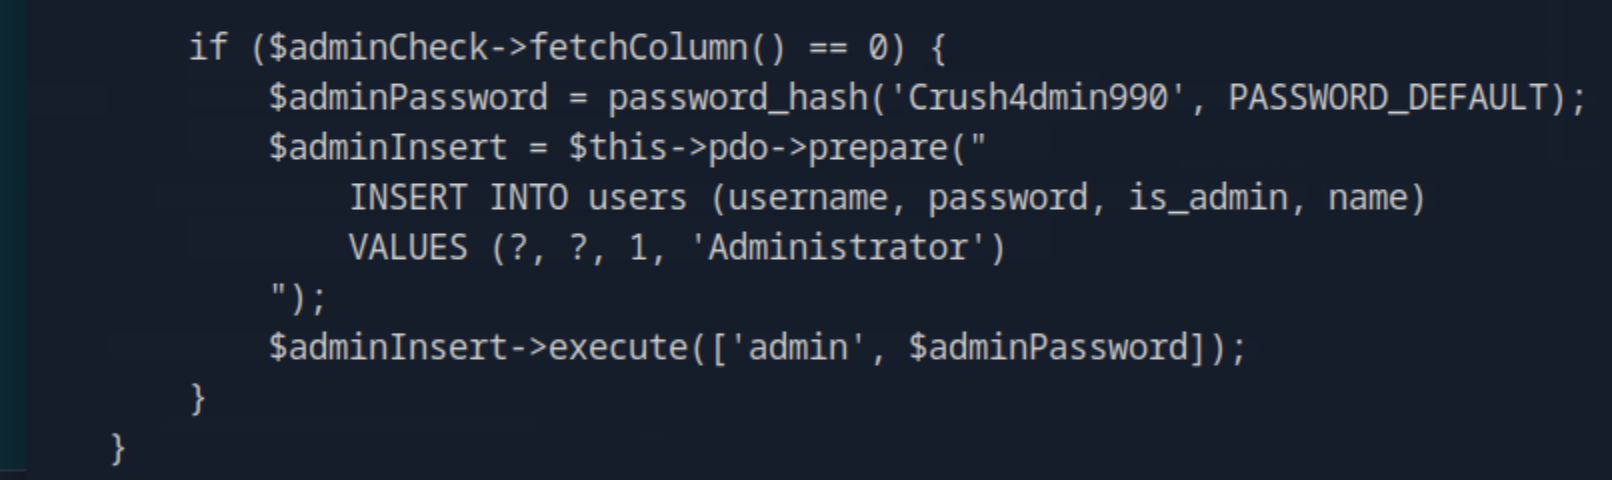 if ($adminCheck->fetchColumn() == 0) {
$adminPassword = password_hash('Crush4dmin990', PASSWORD_DEFAULT);
$adminInsert = $this->pdo->prepare("
INSERT INTO users (username, password, is_admin, name)
VALUES (?, ?, 1, 'Administrator')
");
$adminInsert->execute(['admin', $adminPassword]);
}
}